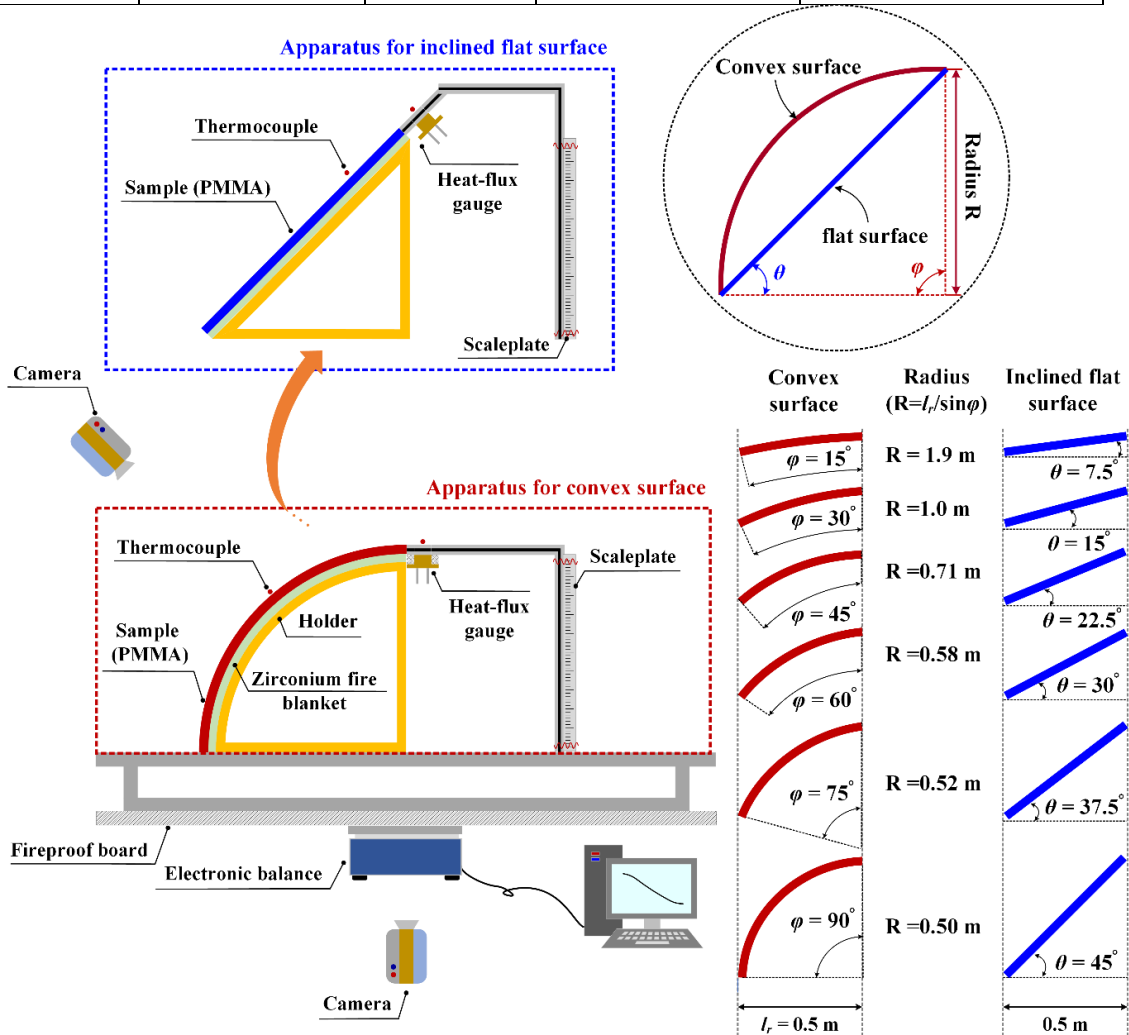 Apparatus for inclined flat surface
Thermocouple
Sample (PMMA)
Heat-flux
gauge
Scaleplate
Convex surface
Radius R
flat surface
θ
φ
Camera
Apparatus for convex surface
Thermocouple
Scaleplate
Heat-flux
gauge
Holder
Sample
(PMMA)
Zirconium fire
blanket
Fireproof board
Electronic balance
Camera
Convex
surface
Radius
(R=lᵣ/sinφ)
Inclined flat
surface
φ = 15°
R = 1.9 m
θ = 7.5°
φ = 30°
R =1.0 m
θ = 15°
φ = 45°
R =0.71 m
θ = 22.5°
φ = 60°
R =0.58 m
θ = 30°
φ = 75°
R =0.52 m
θ = 37.5°
φ = 90°
R =0.50 m
θ = 45°
lᵣ = 0.5 m
0.5 m